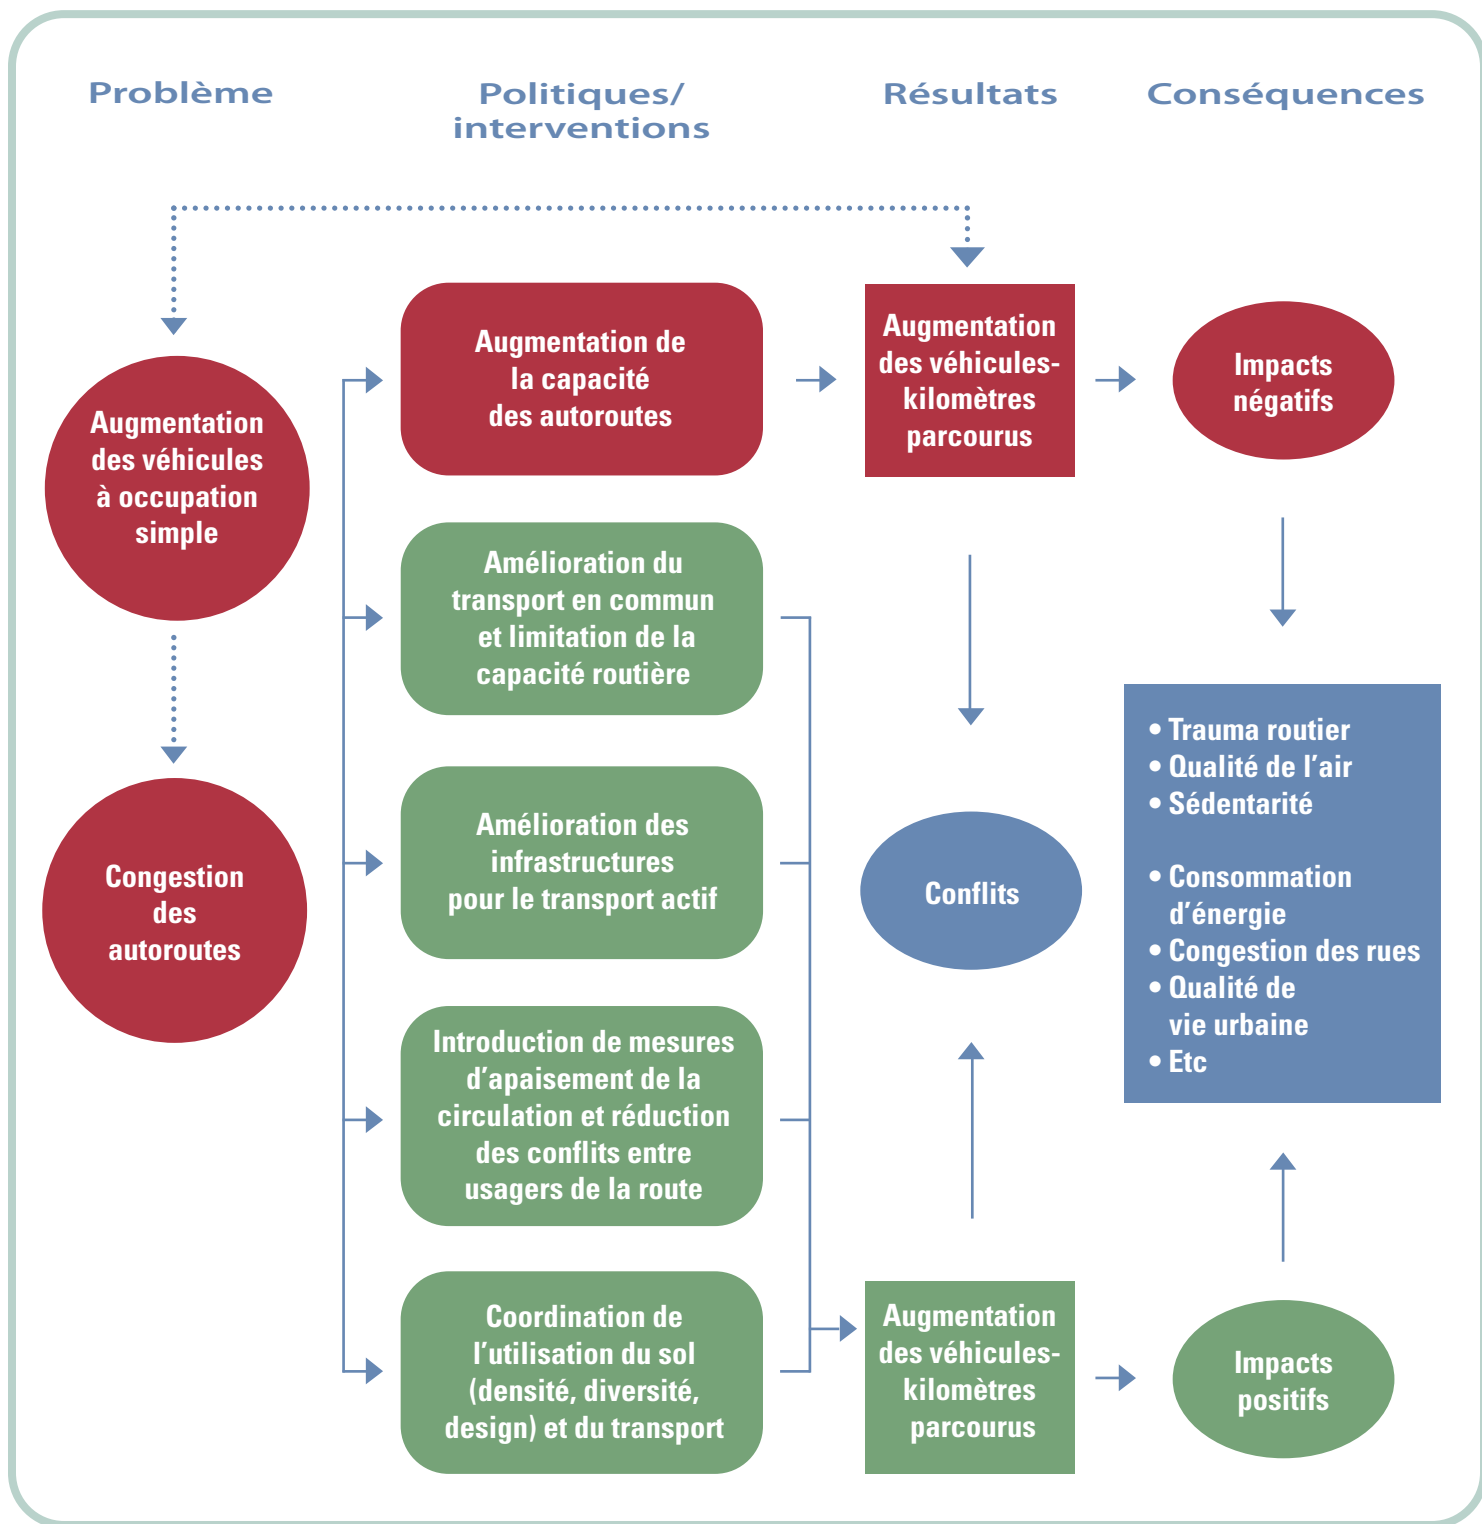 Problème
Politiques/
interventions
Résultats
Conséquences
Augmentation
des véhicules
à occupation
simple
Congestion
des
autoroutes
Augmentation de
la capacité
des autoroutes
Amélioration du
transport en commun
et limitation de la
capacité routière
Amélioration des
infrastructures
pour le transport actif
Introduction de mesures
d’apaisement de la
circulation et réduction
des conflits entre
usagers de la route
Coordination de
l’utilisation du sol
(densité, diversité,
design) et du transport
Augmentation
des véhicules-
kilomètres
parcourus
Conflits
Augmentation
des véhicules-
kilomètres
parcourus
Impacts
négatifs
• Trauma routier
• Qualité de l’air
• Sédentarité
• Consommation
d’énergie
• Congestion des rues
• Qualité de
vie urbaine
• Etc
Impacts
positifs